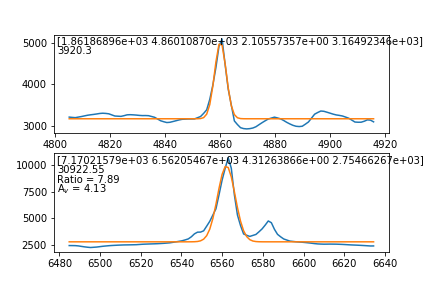 [1.86186896e+03 4.86010870e+03 2.10557357e+00 3.16492346e+03]
3920.3
5000
4000
3000
4800 4820 4840 4860 4880 4900 4920
[7.17021579e+03 6.56205467e+03 4.31263866e+00 2.75466267e+03]
30922.55
Ratio = 7.89
Aᵥ = 4.13
10000
7500
5000
2500
6480 6500 6520 6540 6560 6580 6600 6620 6640